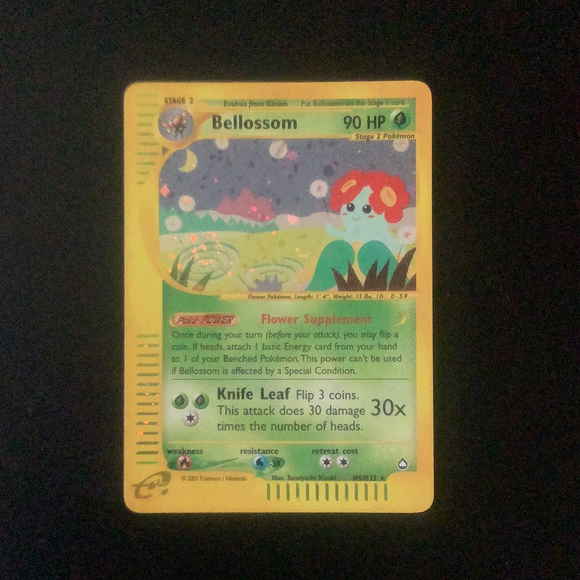 STAGE 2 Evolves from Gloom Put Bellossom on the Stage 1 card
Bellossom 90 HP
Stage 2 Pokémon
Flower Pokémon. Length: 1' 4", Weight: 13 lbs. ID: D-59
Poké-POWER Flower Supplement
Once during your turn (before your attack), you may flip a
coin. If heads, attach 1 basic Energy card from your hand
to 1 of your Benched Pokémon. This power can't be used
if Bellossom is affected by a Special Condition.
Knife Leaf Flip 3 coins.
This attack does 30 damage 30x
times the number of heads.
weakness resistance retreat cost
Pokémon / Nintendo Illus.